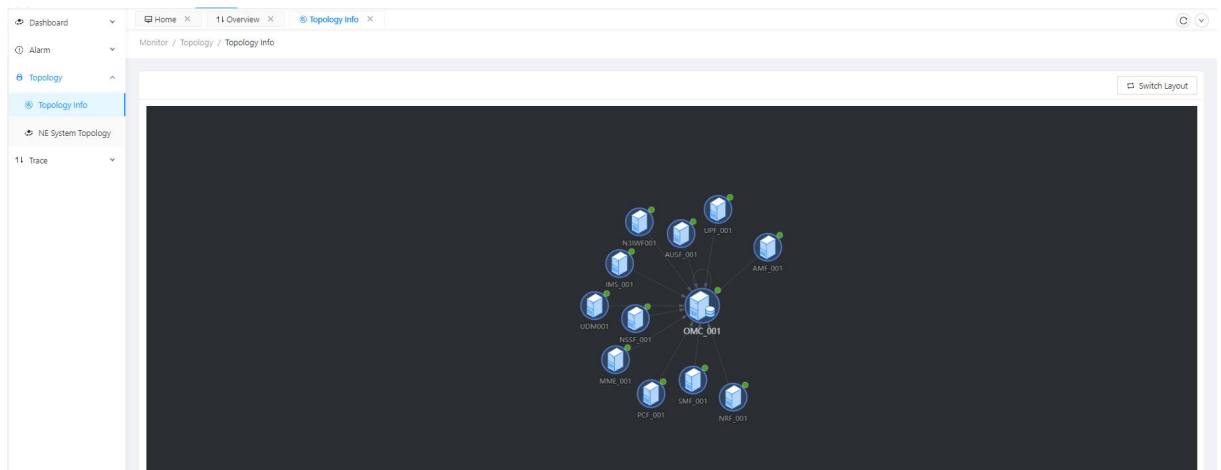 Dashboard
Home
Overview
Topology Info
Alarm
Monitor / Topology / Topology Info
Topology
Switch Layout
Topology Info
NE System Topology
Trace
UPF_001
N3IWF001
AUSF_001
AMF_001
IMS_001
UDM001
OMC_001
NSSF_001
MME_001
SMF_001
PCF_001
NRF_001